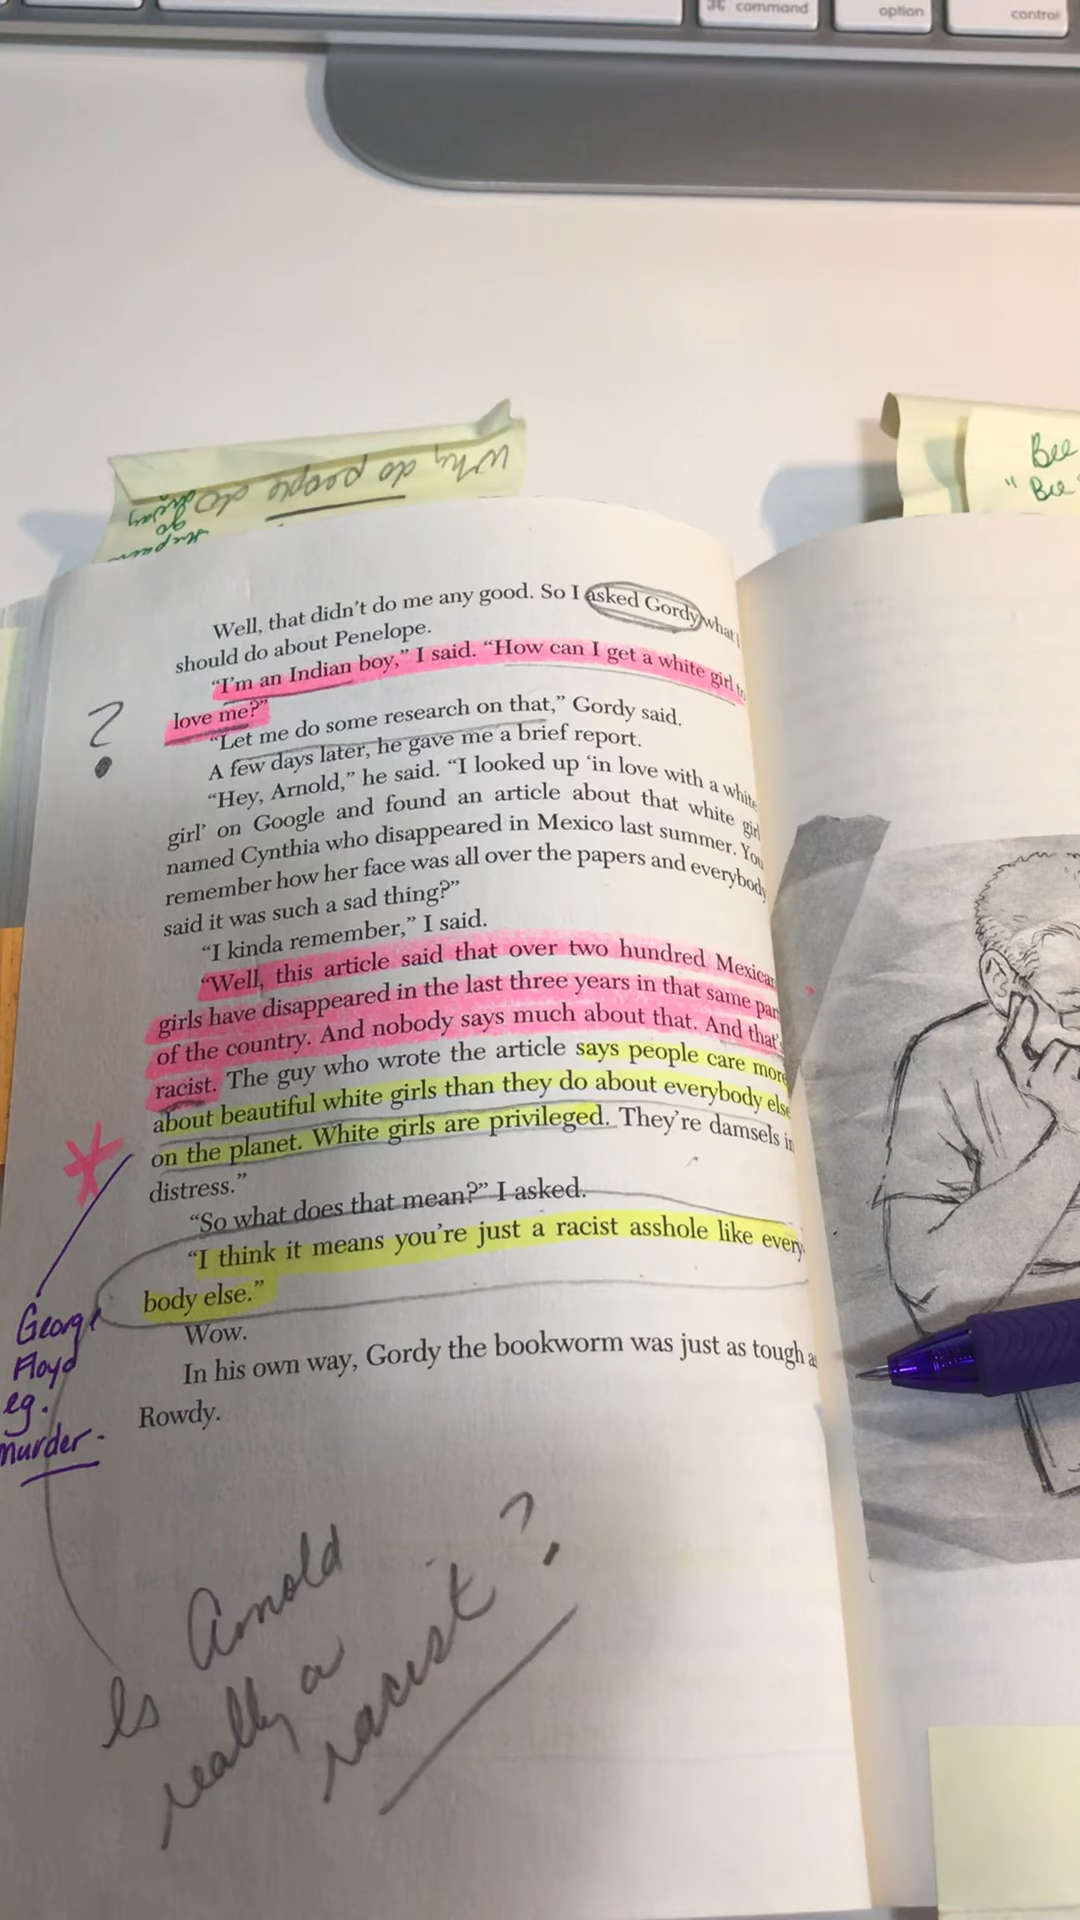 ⌘ command
option
control
Why do people do
Bee
"Bee"
Well, that didn't do me any good. So I asked Gordy what I
should do about Penelope.
"I'm an Indian boy," I said. "How can I get a white girl to
love me?"
?
"Let me do some research on that," Gordy said.
A few days later, he gave me a brief report.
"Hey, Arnold," he said. "I looked up 'in love with a white
girl' on Google and found an article about that white girl
named Cynthia who disappeared in Mexico last summer. You
remember how her face was all over the papers and everybody
said it was such a sad thing?"
"I kinda remember," I said.
"Well, this article said that over two hundred Mexican
girls have disappeared in the last three years in that same par
of the country. And nobody says much about that. And that's
racist. The guy who wrote the article says people care more
about beautiful white girls than they do about everybody else
on the planet. White girls are privileged. They're damsels in
distress."
"So what does that mean?" I asked.
"I think it means you're just a racist asshole like every-
body else."
Wow.
In his own way, Gordy the bookworm was just as tough as
Rowdy.
George
Floyd
eg.
murder-
Is Arnold
really a
racist?